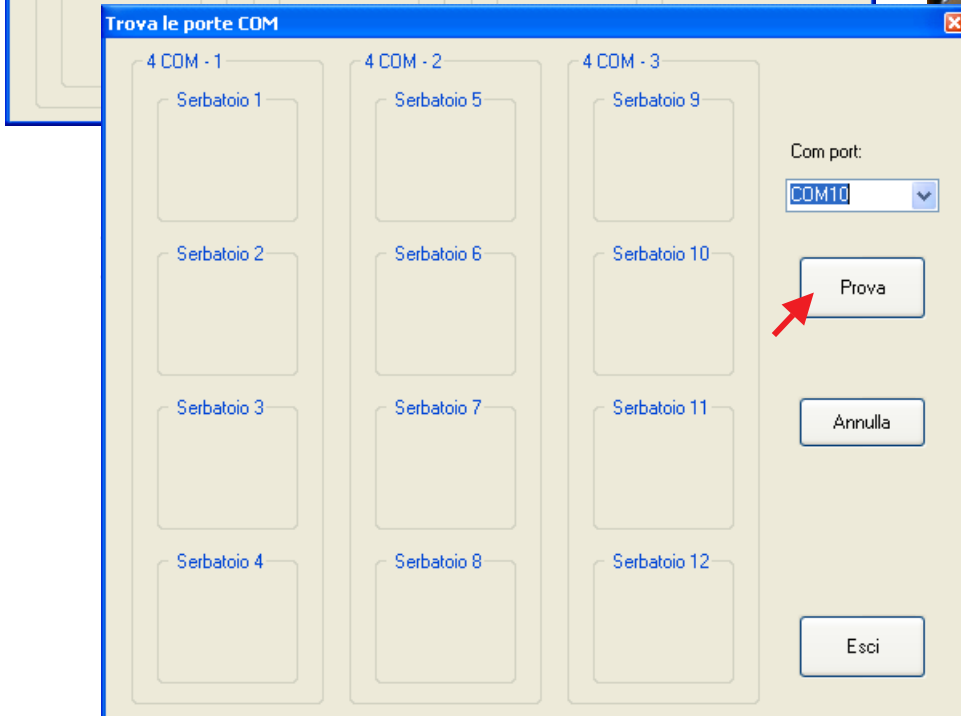 Trova le porte COM
4 COM - 1
4 COM - 2
4 COM - 3
Serbatoio 1
Serbatoio 5
Serbatoio 9
Com port:
COM10
Serbatoio 2
Serbatoio 6
Serbatoio 10
Prova
Serbatoio 3
Serbatoio 7
Serbatoio 11
Annulla
Serbatoio 4
Serbatoio 8
Serbatoio 12
Esci